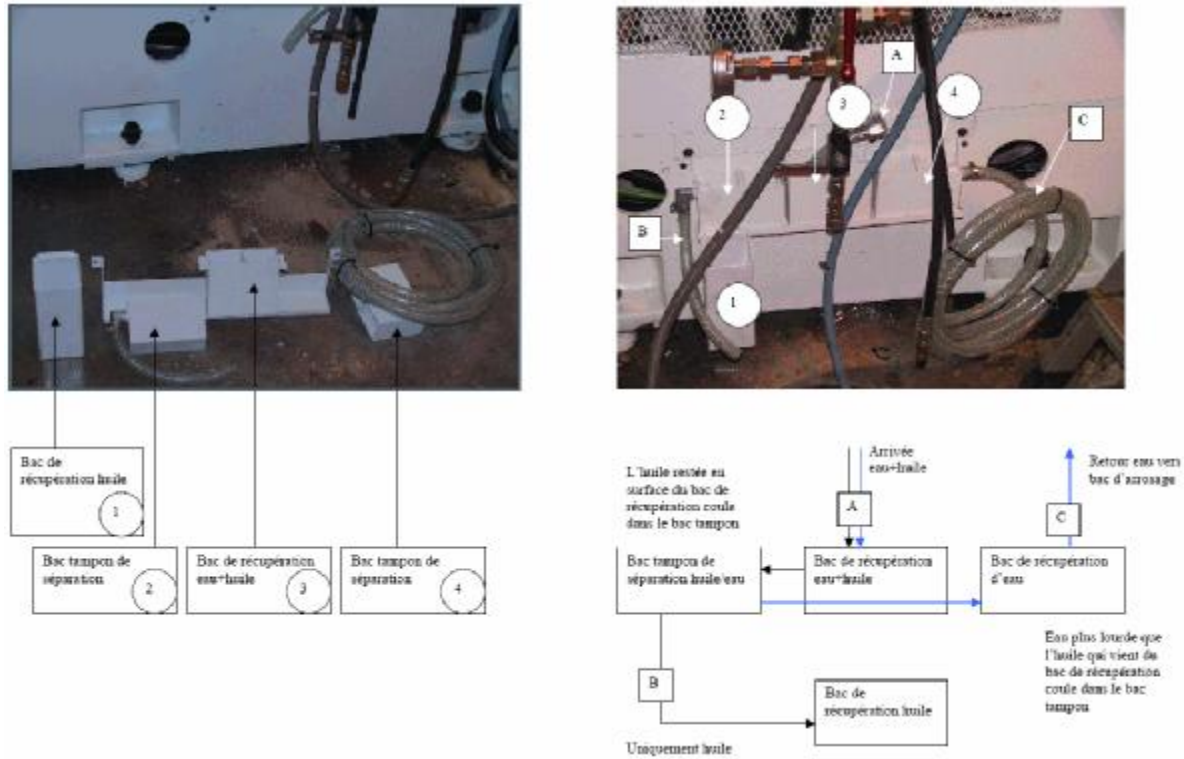 A
2
3
4
C
B
1
Bac de
récupération huile
1
Bac tampon de
séparation
2
Bac de récupération
eau+huile
3
Bac tampon de
séparation
4
L'huile restée en
surface du bac de
récupération coule
dans le bac tampon
Arrivée
eau+huile
Retour eau vers
bac d'arrosage
A
C
Bac tampon de
séparation huile/eau
Bac de récupération
eau+huile
Bac de récupération
d'eau
Eau plus lourde que
l'huile qui vient du
bac de récupération
coule dans le bac
tampon
B
Bac de
récupération huile
Uniquement huile